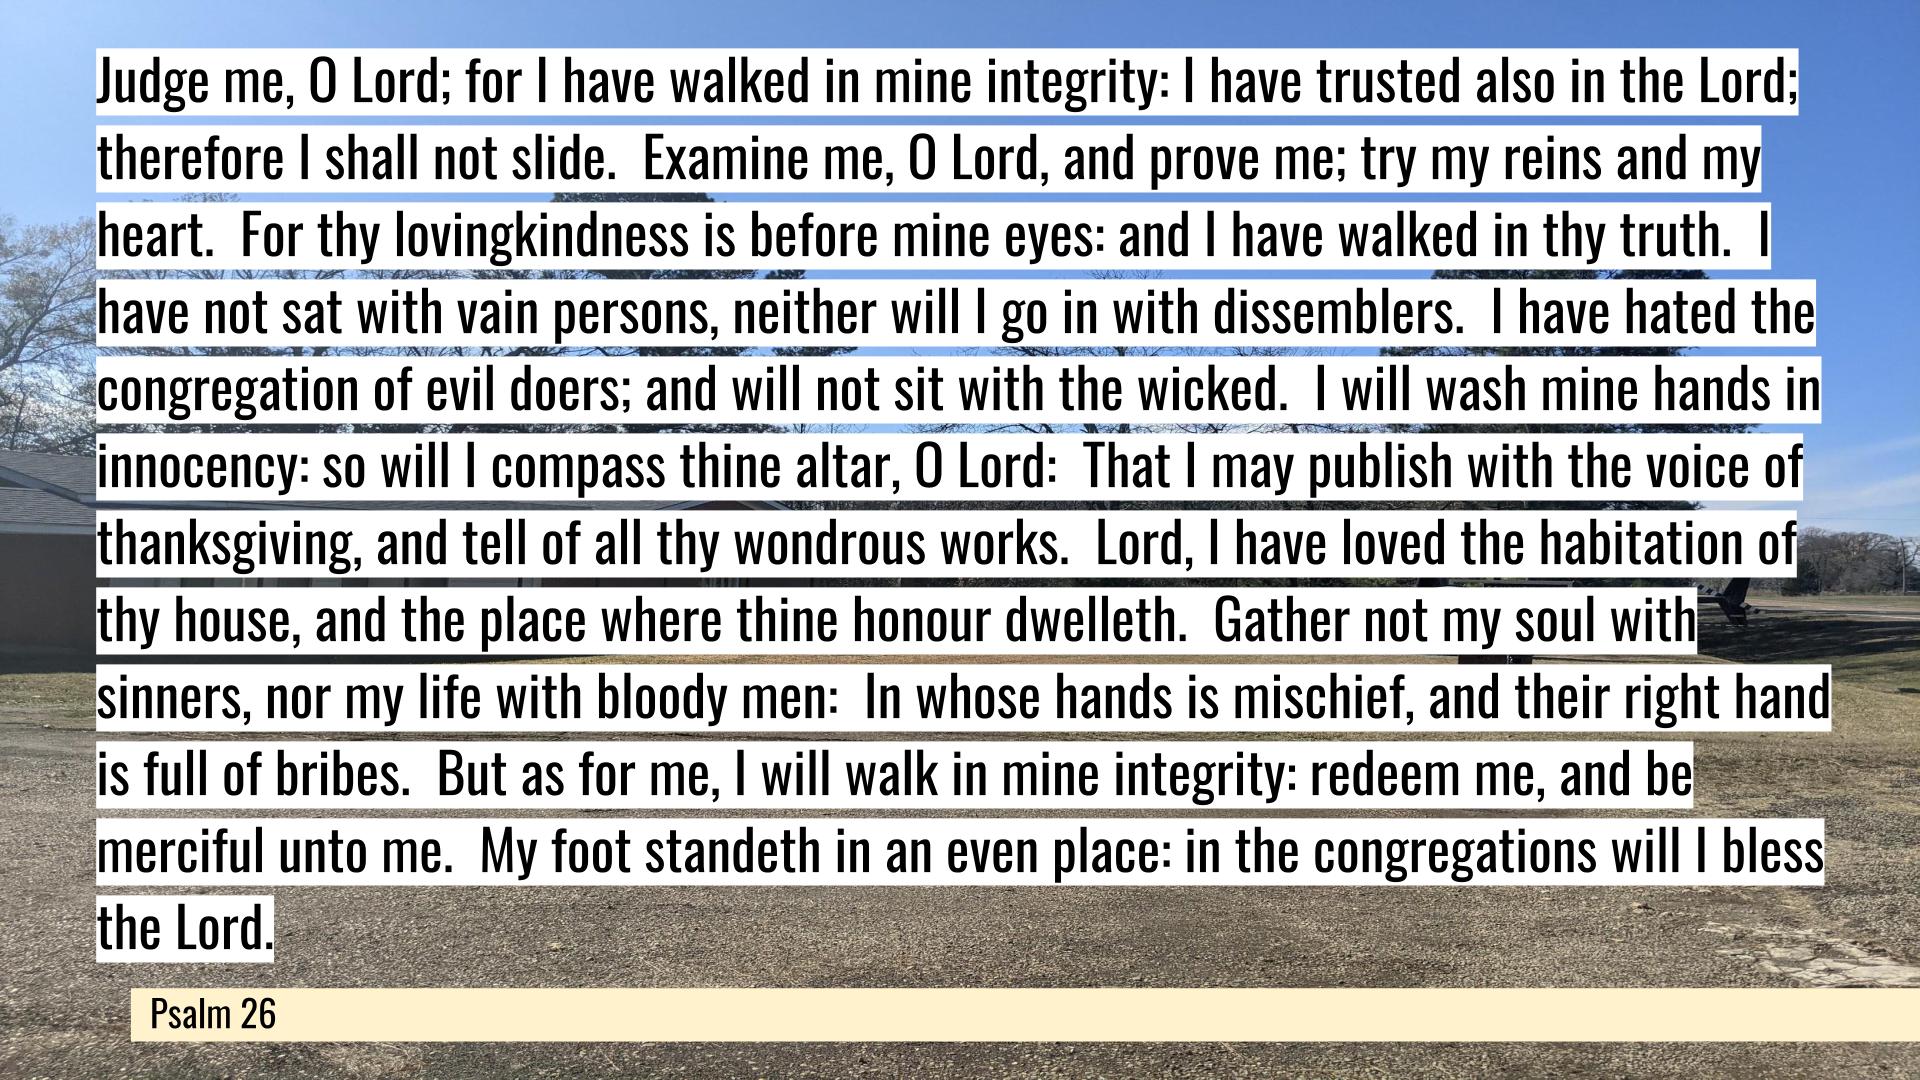 Judge me, O Lord; for I have walked in mine integrity: I have trusted also in the Lord;
therefore I shall not slide.  Examine me, O Lord, and prove me; try my reins and my
heart.  For thy lovingkindness is before mine eyes: and I have walked in thy truth.  I
have not sat with vain persons, neither will I go in with dissemblers.  I have hated the
congregation of evil doers; and will not sit with the wicked.  I will wash mine hands in
innocency: so will I compass thine altar, O Lord:  That I may publish with the voice of
thanksgiving, and tell of all thy wondrous works.  Lord, I have loved the habitation of
thy house, and the place where thine honour dwelleth.  Gather not my soul with
sinners, nor my life with bloody men:  In whose hands is mischief, and their right hand
is full of bribes.  But as for me, I will walk in mine integrity: redeem me, and be
merciful unto me.  My foot standeth in an even place: in the congregations will I bless
the Lord.
Psalm 26